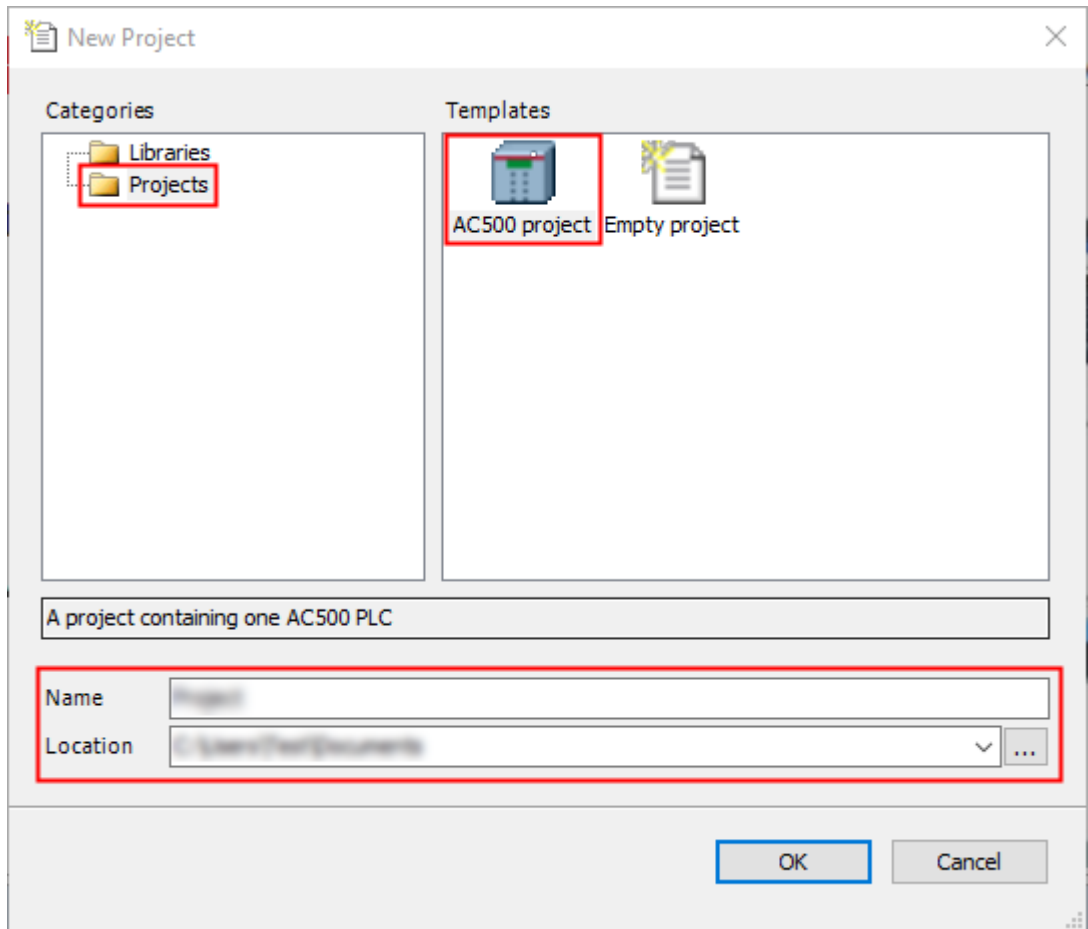 New Project
Categories
Templates
Libraries
Projects
AC500 project
Empty project
A project containing one AC500 PLC
Name
Location
...
OK
Cancel